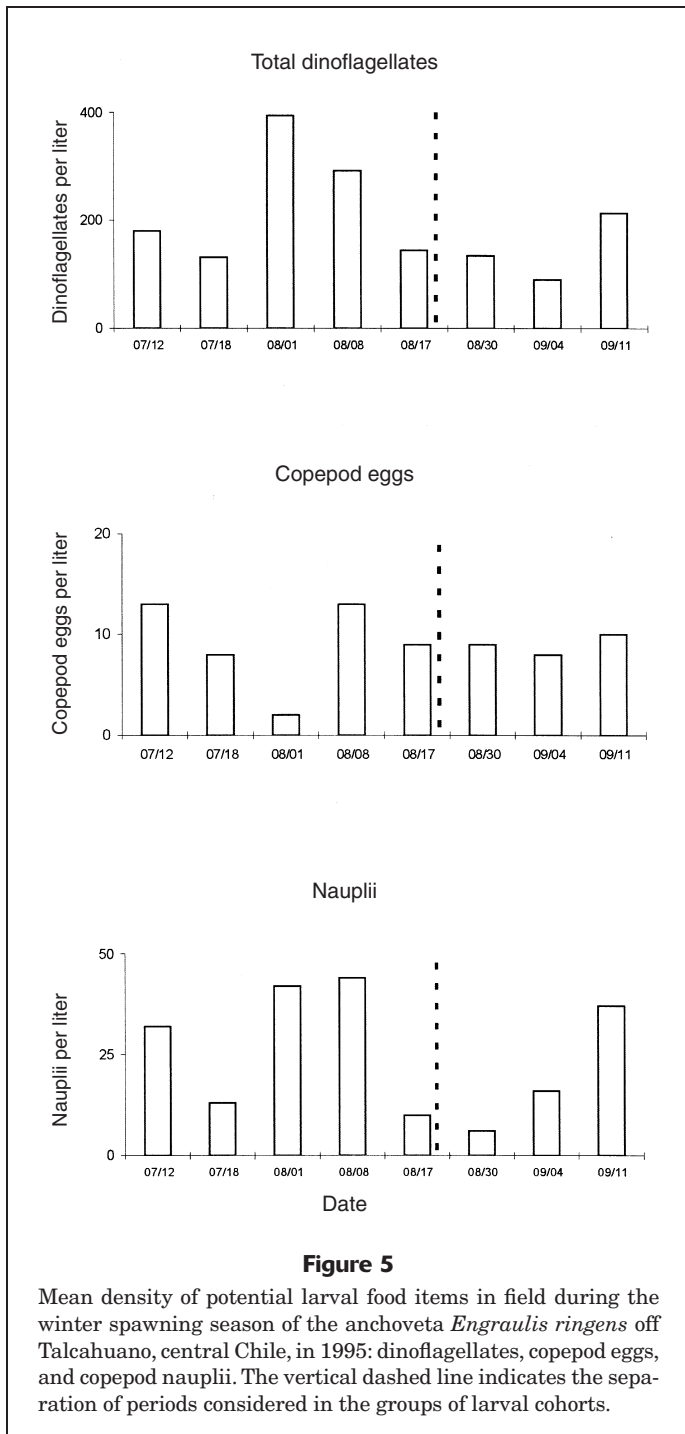 Total dinoflagellates
Dinoflagellates per liter
400
200
0
07/12 07/18 08/01 08/08 08/17 08/30 09/04 09/11
Copepod eggs
Copepod eggs per liter
20
10
0
07/12 07/18 08/01 08/08 08/17 08/30 09/04 09/11
Nauplii
Nauplii per liter
50
25
0
07/12 07/18 08/01 08/08 08/17 08/30 09/04 09/11
Date
Figure 5
Mean density of potential larval food items in field during the
winter spawning season of the anchoveta Engraulis ringens off
Talcahuano, central Chile, in 1995: dinoflagellates, copepod eggs,
and copepod nauplii. The vertical dashed line indicates the sepa-
ration of periods considered in the groups of larval cohorts.